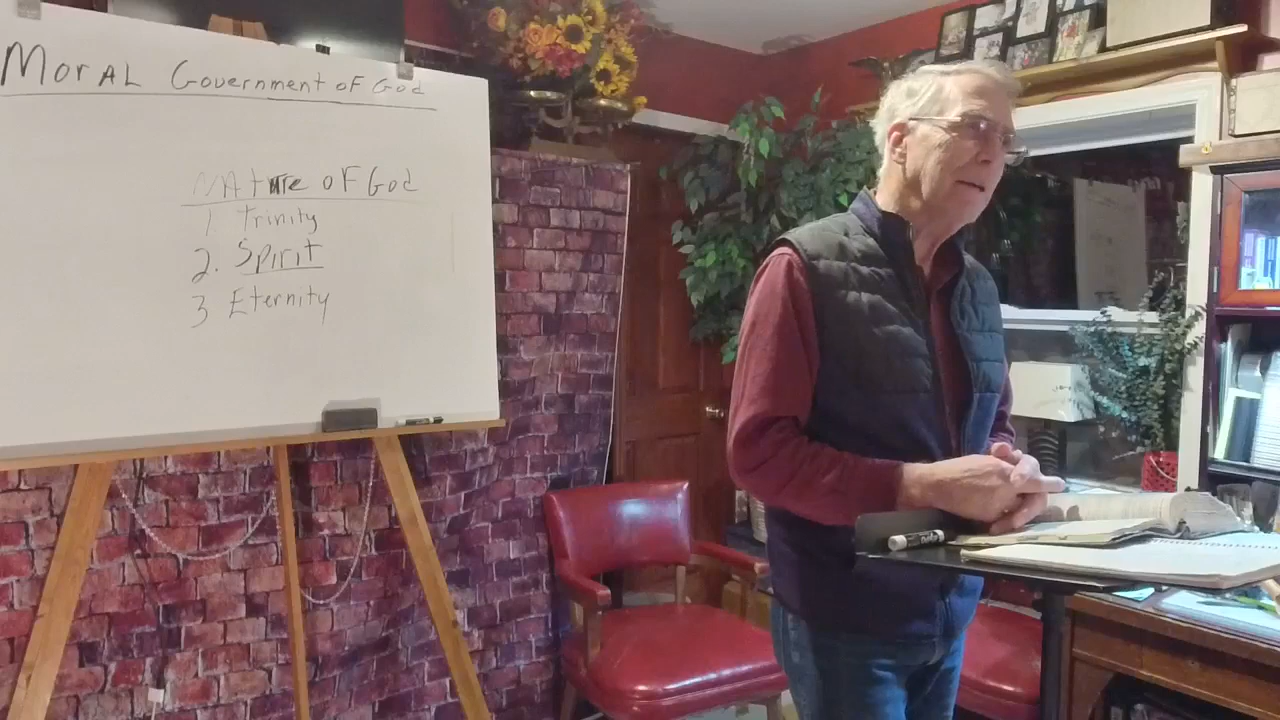 Moral Government of God
Nature of God
1 Trinity
2. Spirit
3 Eternity